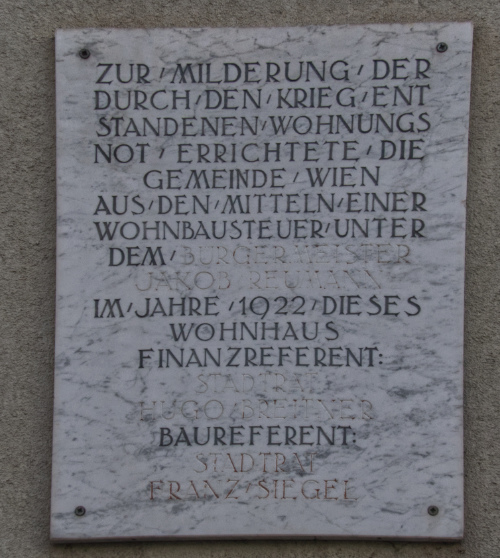 ZUR/MILDERUNG/DER
DURCH/DEN/KRIEG/ENT
STANDENEN/WOHNUNGS
NOT/ERRICHTETE/DIE
GEMEINDE/WIEN
AUS/DEN/MITTELN/EINER
WOHNBAUSTEUER/UNTER
DEM/BURGERMEISTER
JAKOB REUMANN
IM/JAHRE/1922/DIESES
WOHNHAUS
FINANZREFERENT:
STADTRAT
HUGO/BREITNER
BAUREFERENT:
STADTRAT
FRANZ/SIEGEL